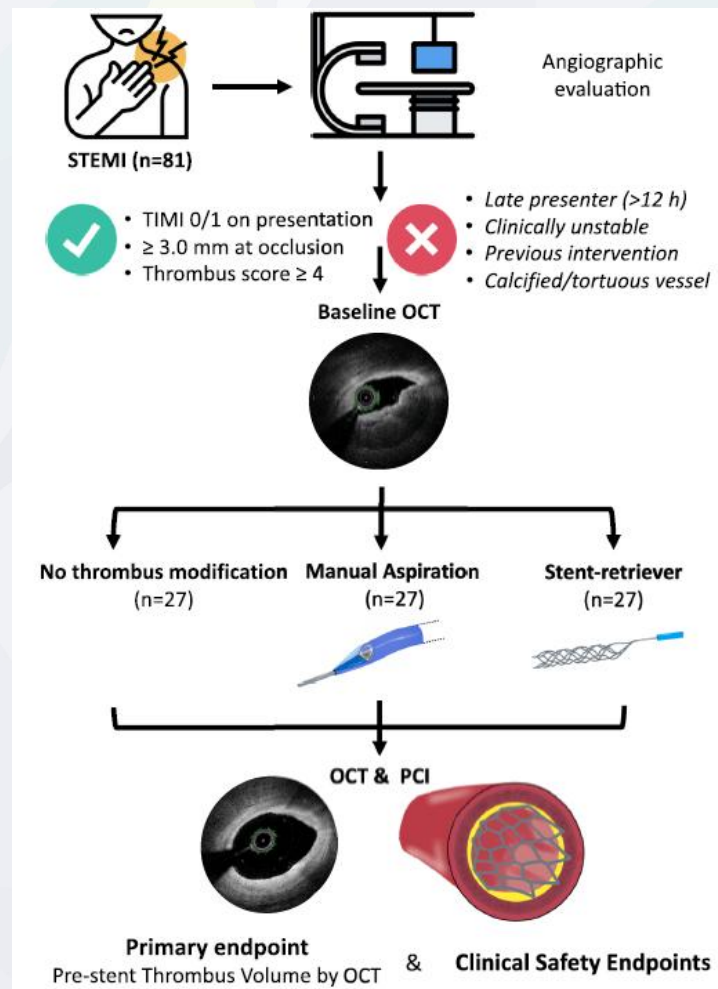 STEMI (n=81)
Angiographic
evaluation
• TIMI 0/1 on presentation
• ≥ 3.0 mm at occlusion
• Thrombus score ≥ 4
• Late presenter (>12 h)
• Clinically unstable
• Previous intervention
• Calcified/tortuous vessel
Baseline OCT
No thrombus modification
(n=27)
Manual Aspiration
(n=27)
Stent-retriever
(n=27)
OCT & PCI
Primary endpoint
Pre-stent Thrombus Volume by OCT
& Clinical Safety Endpoints